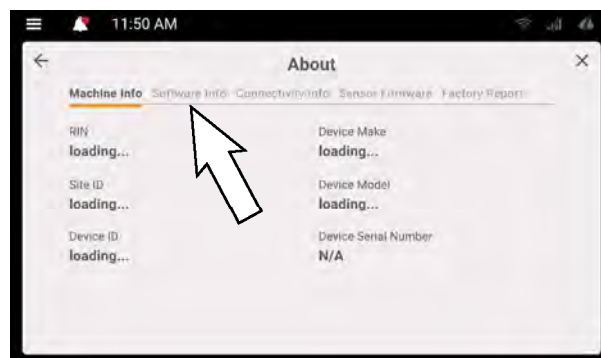 11:50 AM
About
Machine Info Software Info Connectivity Info Sensor Firmware Factory Report
RIN
loading...
Device Make
loading...
Site ID
loading...
Device Model
loading...
Device ID
loading...
Device Serial Number
N/A